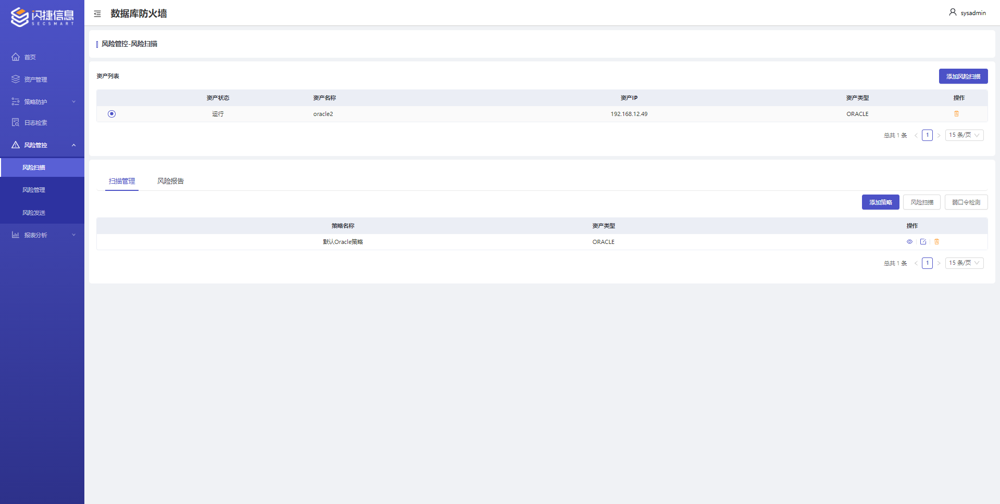 闪捷信息
SECSMART
数据库防火墙
sysadmin
首页
资产管理
策略防护
日志检索
风险管控
风险扫描
风险管理
风险发送
报表分析
风险管控-风险扫描
资产列表
添加风险扫描
资产状态 资产名称 资产IP 资产类型 操作
运行 oracle2 192.168.12.49 ORACLE
总共 1 条 1 15 条/页
扫描管理 风险报告
添加策略 风险扫描 弱口令检测
策略名称 资产类型 操作
默认Oracle策略 ORACLE
总共 1 条 1 15 条/页